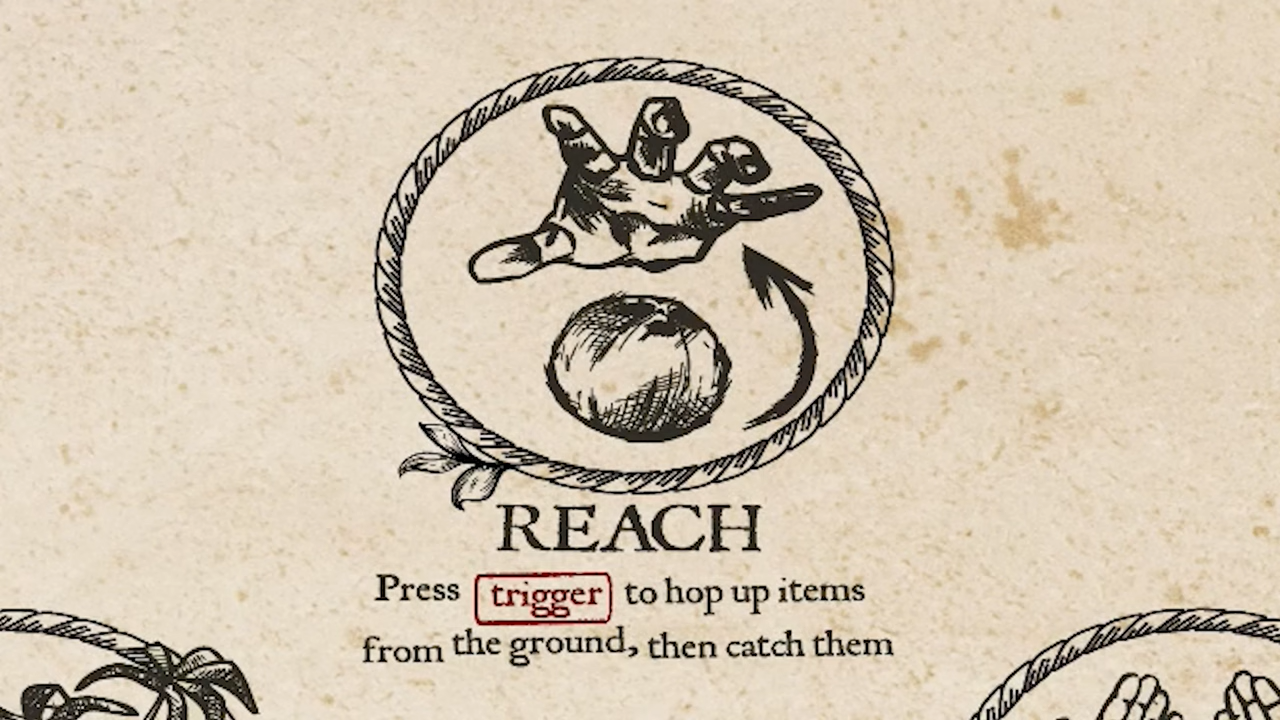 REACH
Press trigger to hop up items
from the ground, then catch them